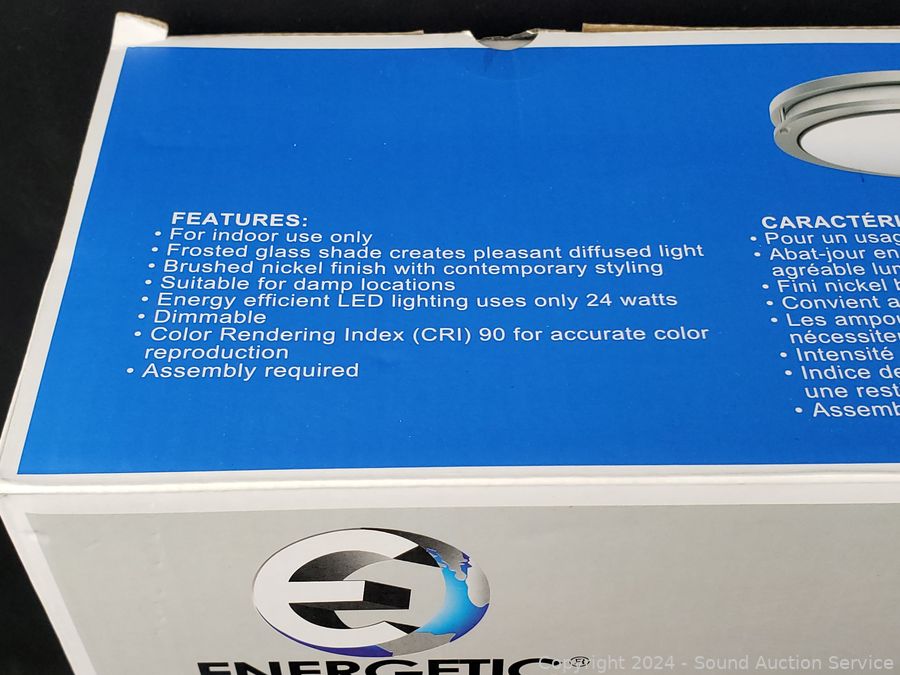 FEATURES:
• For indoor use only
• Frosted glass shade creates pleasant diffused light
• Brushed nickel finish with contemporary styling
• Suitable for damp locations
• Energy efficient LED lighting uses only 24 watts
• Dimmable
• Color Rendering Index (CRI) 90 for accurate color
reproduction
• Assembly required
CARACTÉRI
• Pour un usag
• Abat-jour en
agréable lum
• Fini nickel b
• Convient a
• Les ampou
nécessiten
• Intensité
• Indice de
une rest
• Assemb
ENERGETIC®
Copyright 2024 - Sound Auction Service